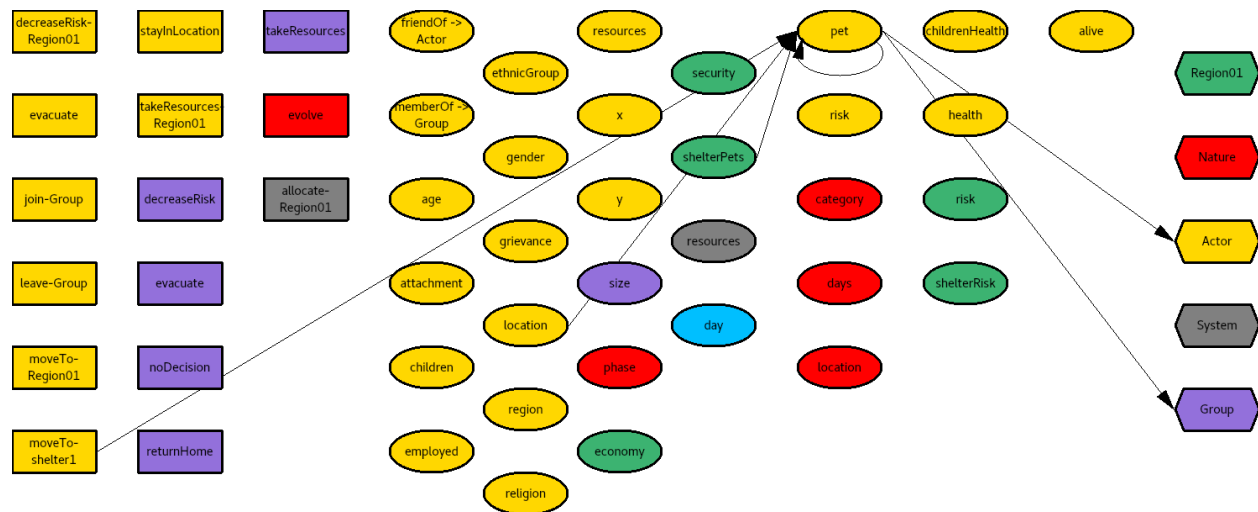 decreaseRisk-
Region01
stayInLocation
takeResources
friendOf ->
Actor
resources
pet
childrenHealth
alive
ethnicGroup
security
Region01
evacuate
takeResources-
Region01
evolve
memberOf ->
Group
x
risk
health
gender
shelterPets
Nature
join-Group
decreaseRisk
allocate-
Region01
age
y
category
risk
grievance
resources
Actor
leave-Group
evacuate
attachment
size
days
shelterRisk
location
day
System
moveTo-
Region01
noDecision
children
phase
location
region
Group
moveTo-
shelter1
returnHome
employed
economy
religion